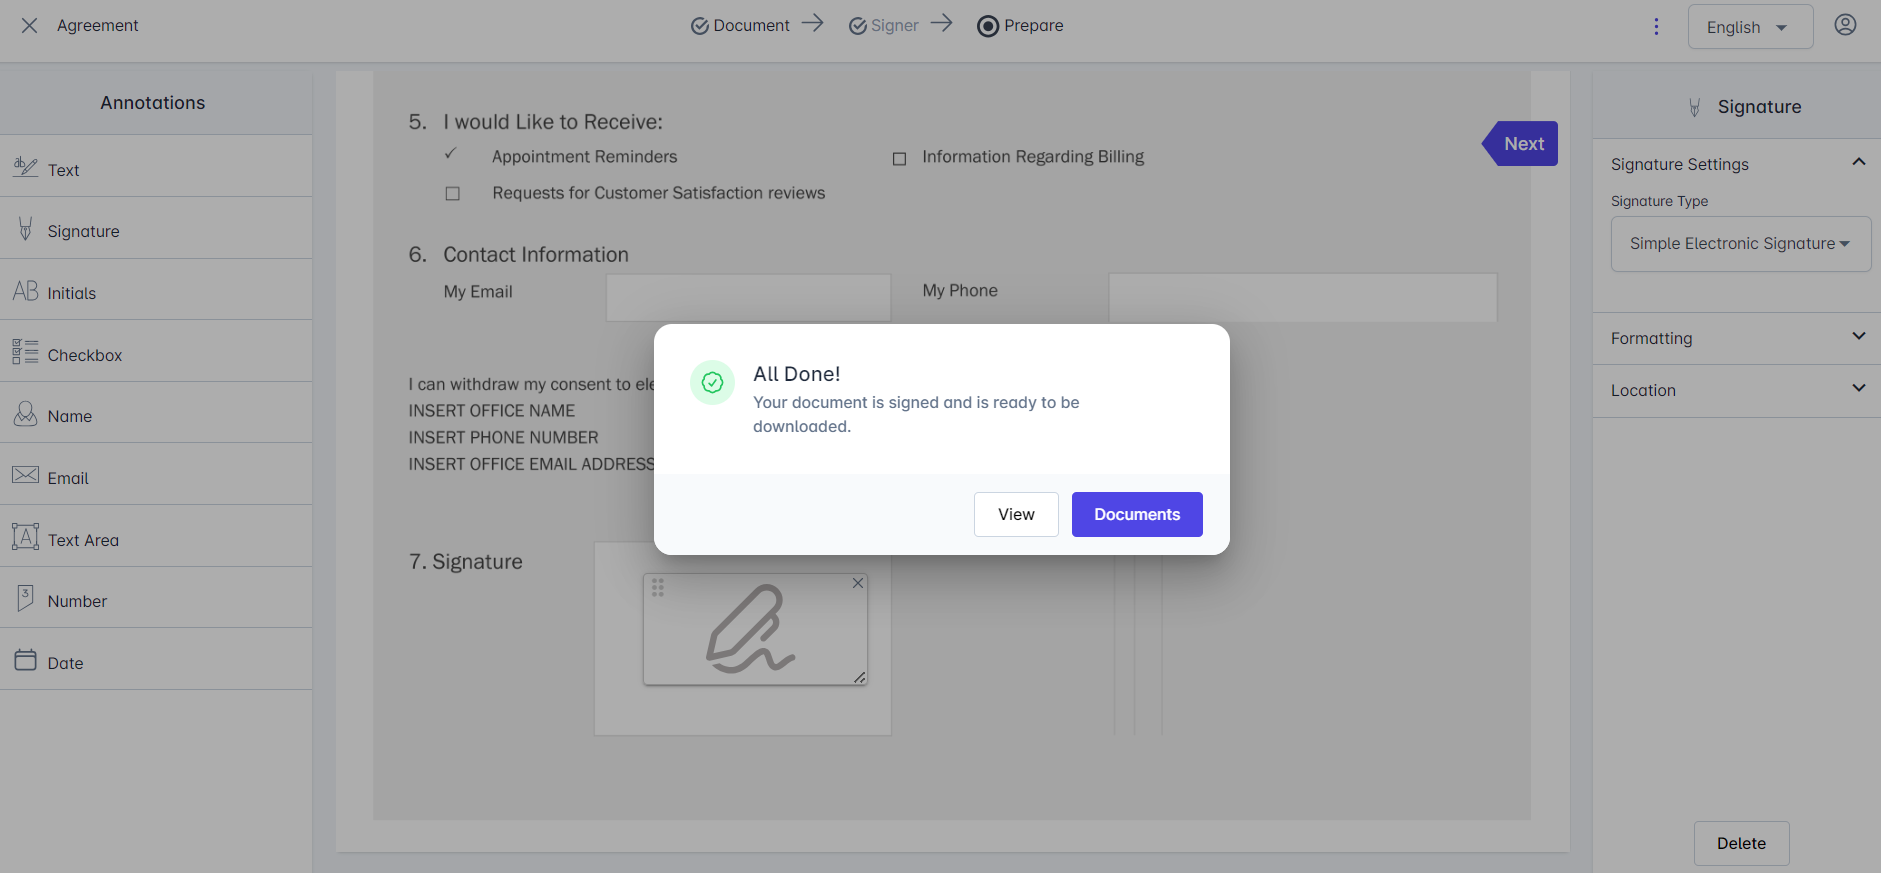 Agreement
Document
Signer
Prepare
English
Annotations
Text
Signature
Initials
Checkbox
Name
Email
Text Area
Number
Date
5. I would Like to Receive:
✓ Appointment Reminders
Information Regarding Billing
Requests for Customer Satisfaction reviews
Next
6. Contact Information
My Email
My Phone
I can withdraw my consent to ele
INSERT OFFICE NAME
INSERT PHONE NUMBER
INSERT OFFICE EMAIL ADDRESS
All Done!
Your document is signed and is ready to be
downloaded.
View
Documents
7. Signature
Signature
Signature Settings
Signature Type
Simple Electronic Signature
Formatting
Location
Delete